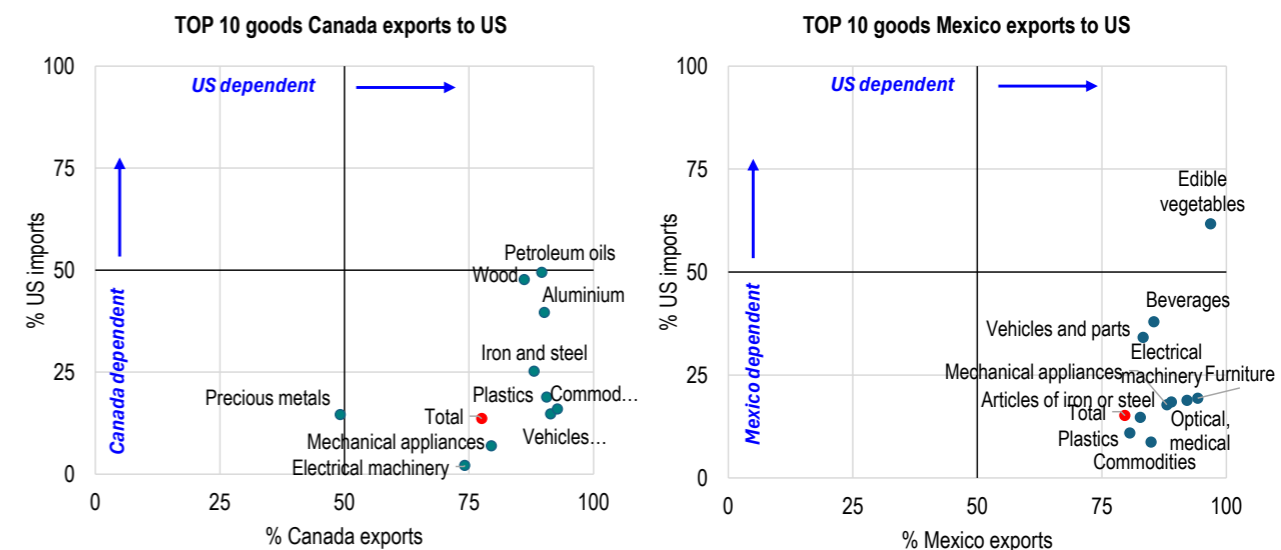 TOP 10 goods Canada exports to US
100
75
50
25
0
% US imports
US dependent
Canada dependent
Petroleum oils
Wood
Aluminium
Iron and steel
Precious metals
Plastics
Commod…
Total
Vehicles…
Mechanical appliances
Electrical machinery
0
25
50
75
100
% Canada exports
TOP 10 goods Mexico exports to US
100
75
50
25
0
% US imports
US dependent
Mexico dependent
Edible
vegetables
Beverages
Vehicles and parts
Electrical
machinery
Mechanical appliances
Furniture
Articles of iron or steel
Total
Optical,
medical
Plastics
Commodities
0
25
50
75
100
% Mexico exports